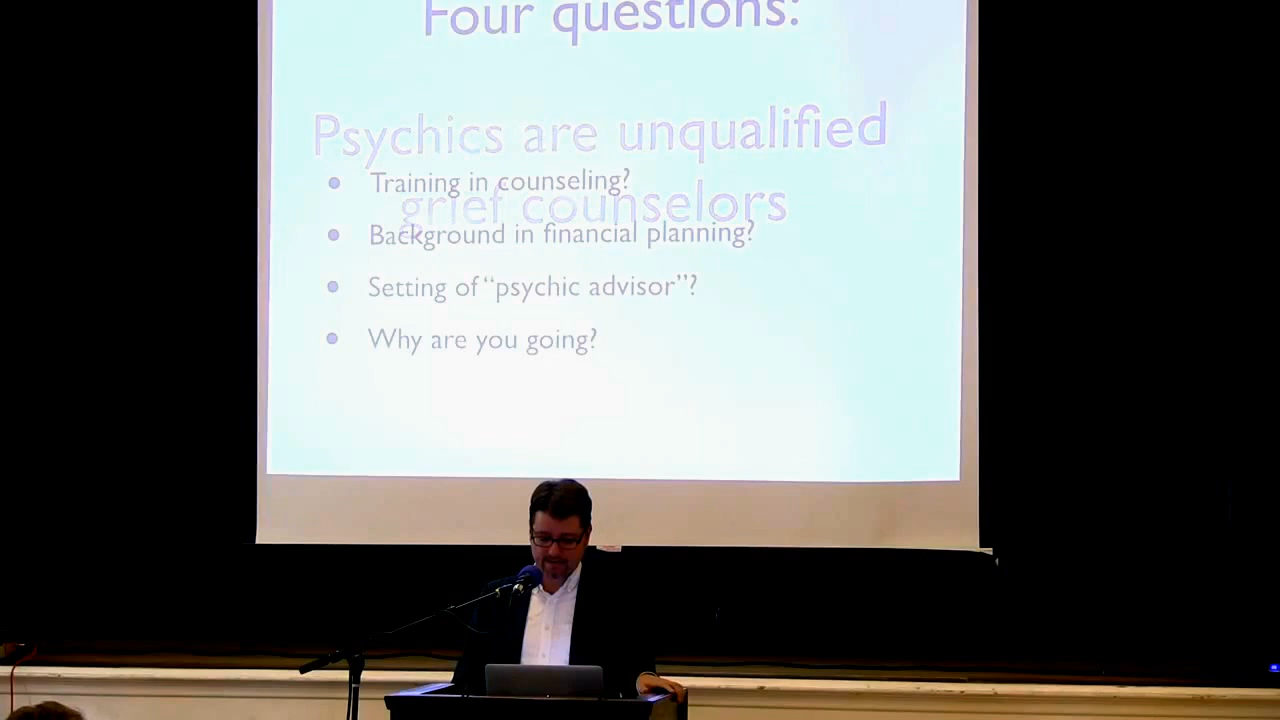 Four questions:
Psychics are unqualified
grief counselors
Training in counseling?
Background in financial planning?
Setting of “psychic advisor”?
Why are you going?